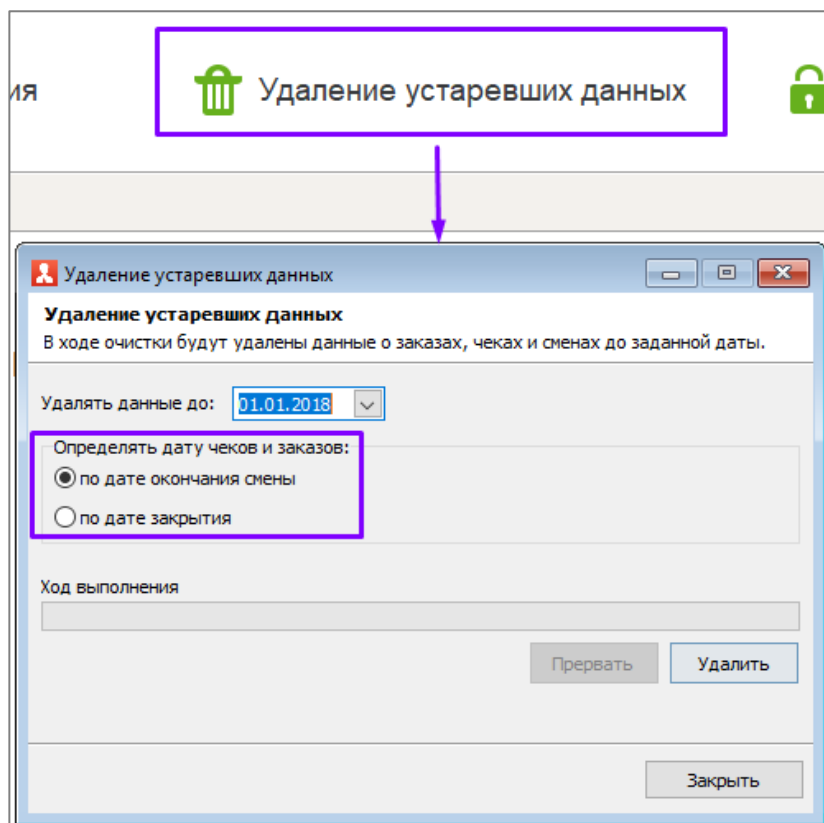 ия
Удаление устаревших данных
Удаление устаревших данных
Удаление устаревших данных
В ходе очистки будут удалены данные о заказах, чеках и сменах до заданной даты.
Удалять данные до: 01.01.2018
Определять дату чеков и заказов:
по дате окончания смены
по дате закрытия
Ход выполнения
Прервать Удалить
Закрыть